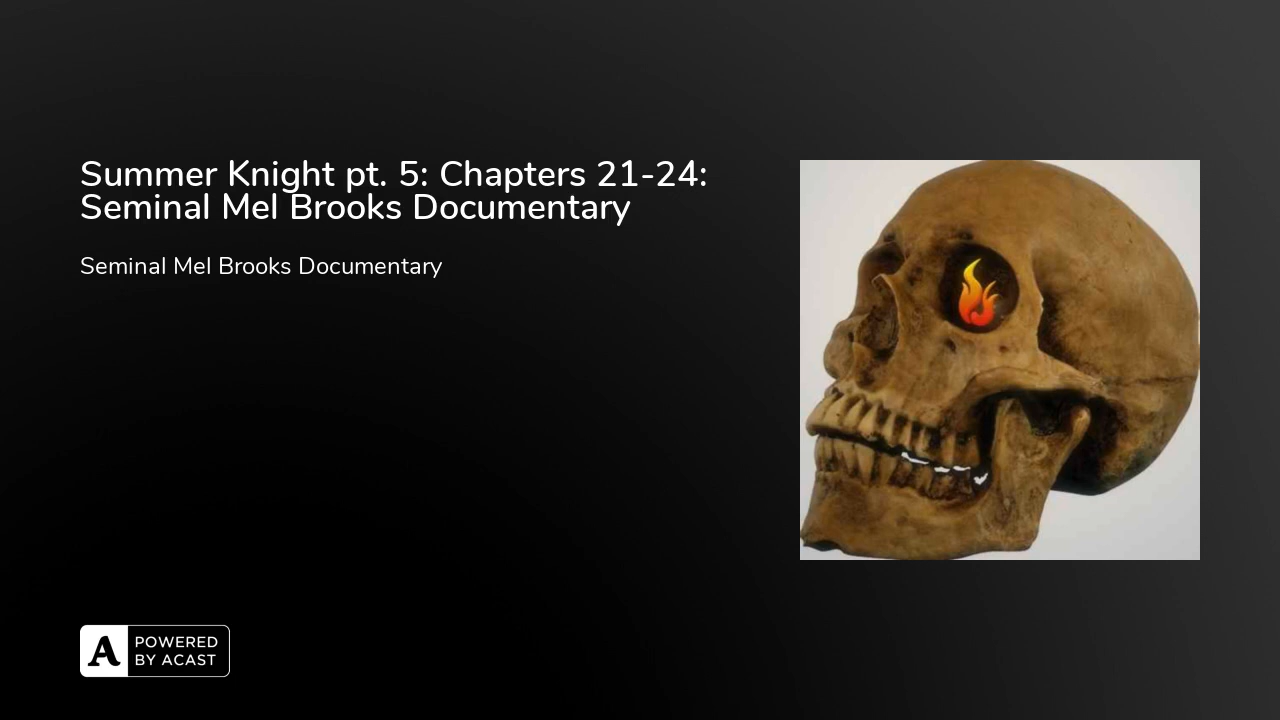 Summer Knight pt. 5: Chapters 21-24:
Seminal Mel Brooks Documentary
Seminal Mel Brooks Documentary
A POWERED
BY ACAST